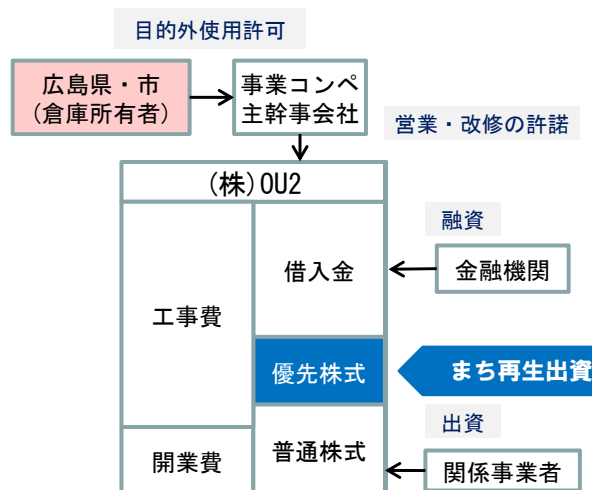 目的外使用許可
広島県・市
(倉庫所有者)
事業コンペ
主幹事会社
営業・改修の許諾
(株)OU2
融資
借入金
金融機関
工事費
優先株式
まち再生出資
出資
普通株式
開業費
関係事業者